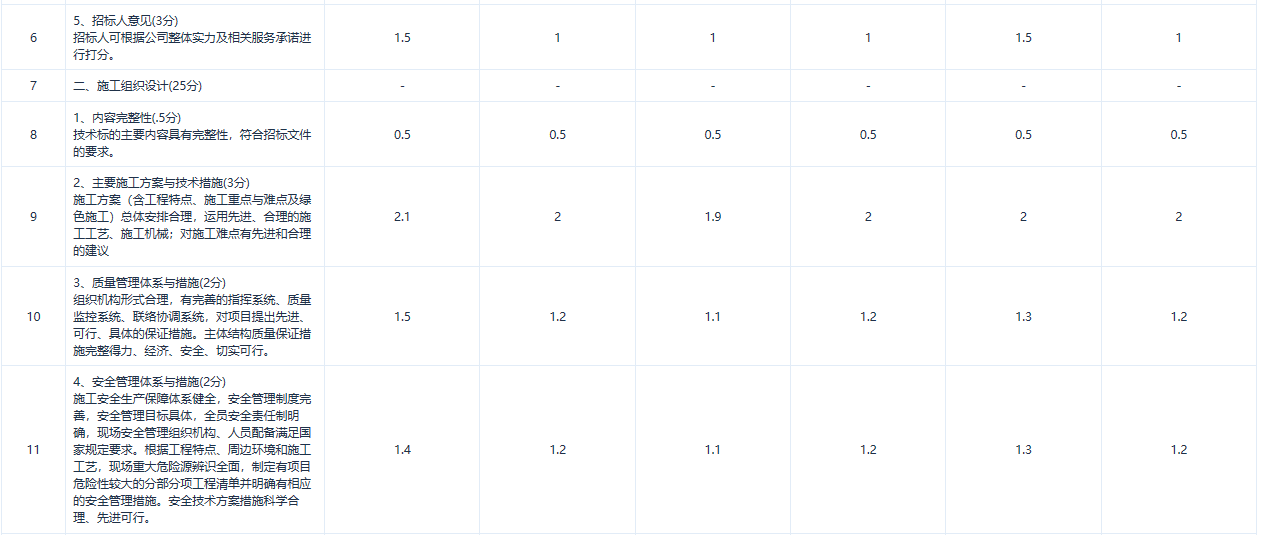 5、招标人意见(3分)
6
招标人可根据公司整体实力及相关服务承诺进
行打分。
1.5
1
1
1
1.5
1
7
二、施工组织设计(25分)
-
-
-
-
-
-
1、内容完整性(.5分)
8
技术标的主要内容具有完整性，符合招标文件
的要求。
0.5
0.5
0.5
0.5
0.5
0.5
2、主要施工方案与技术措施(3分)
9
施工方案（含工程特点、施工重点与难点及绿
色施工）总体安排合理，运用先进、合理的施
工工艺、施工机械；对施工难点有先进和合理
的建议
2.1
2
1.9
2
2
2
3、质量管理体系与措施(2分)
10
组织机构形式合理，有完善的指挥系统、质量
监控系统、联络协调系统，对项目提出先进、
可行、具体的保证措施。主体结构质量保证措
施完整得力、经济、安全、切实可行。
1.5
1.2
1.1
1.2
1.3
1.2
4、安全管理体系与措施(2分)
11
施工安全生产保障体系健全，安全管理制度完
善，安全管理目标具体，全员安全责任制明
确，现场安全管理组织机构、人员配备满足国
家规定要求。根据工程特点、周边环境和施工
工艺，现场重大危险源辨识全面，制定有项目
危险性较大的分部分项工程清单并明确有相应
的安全管理措施。安全技术方案措施科学合
理、先进可行。
1.4
1.2
1.1
1.2
1.3
1.2